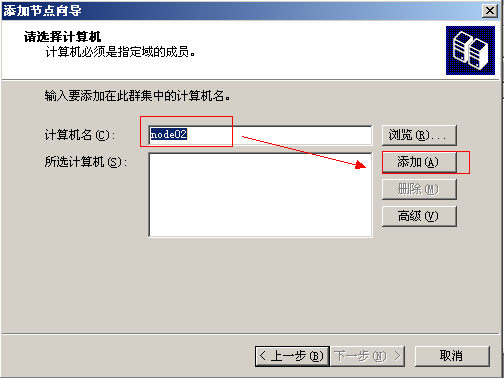 添加节点向导
请选择计算机
计算机必须是指定域的成员。
输入要添加在此群集中的计算机名。
计算机名(C):
node02
浏览(R)...
所选计算机(S):
添加(A)
删除(M)
高级(V)
< 上一步(B)
下一步(N) >
取消